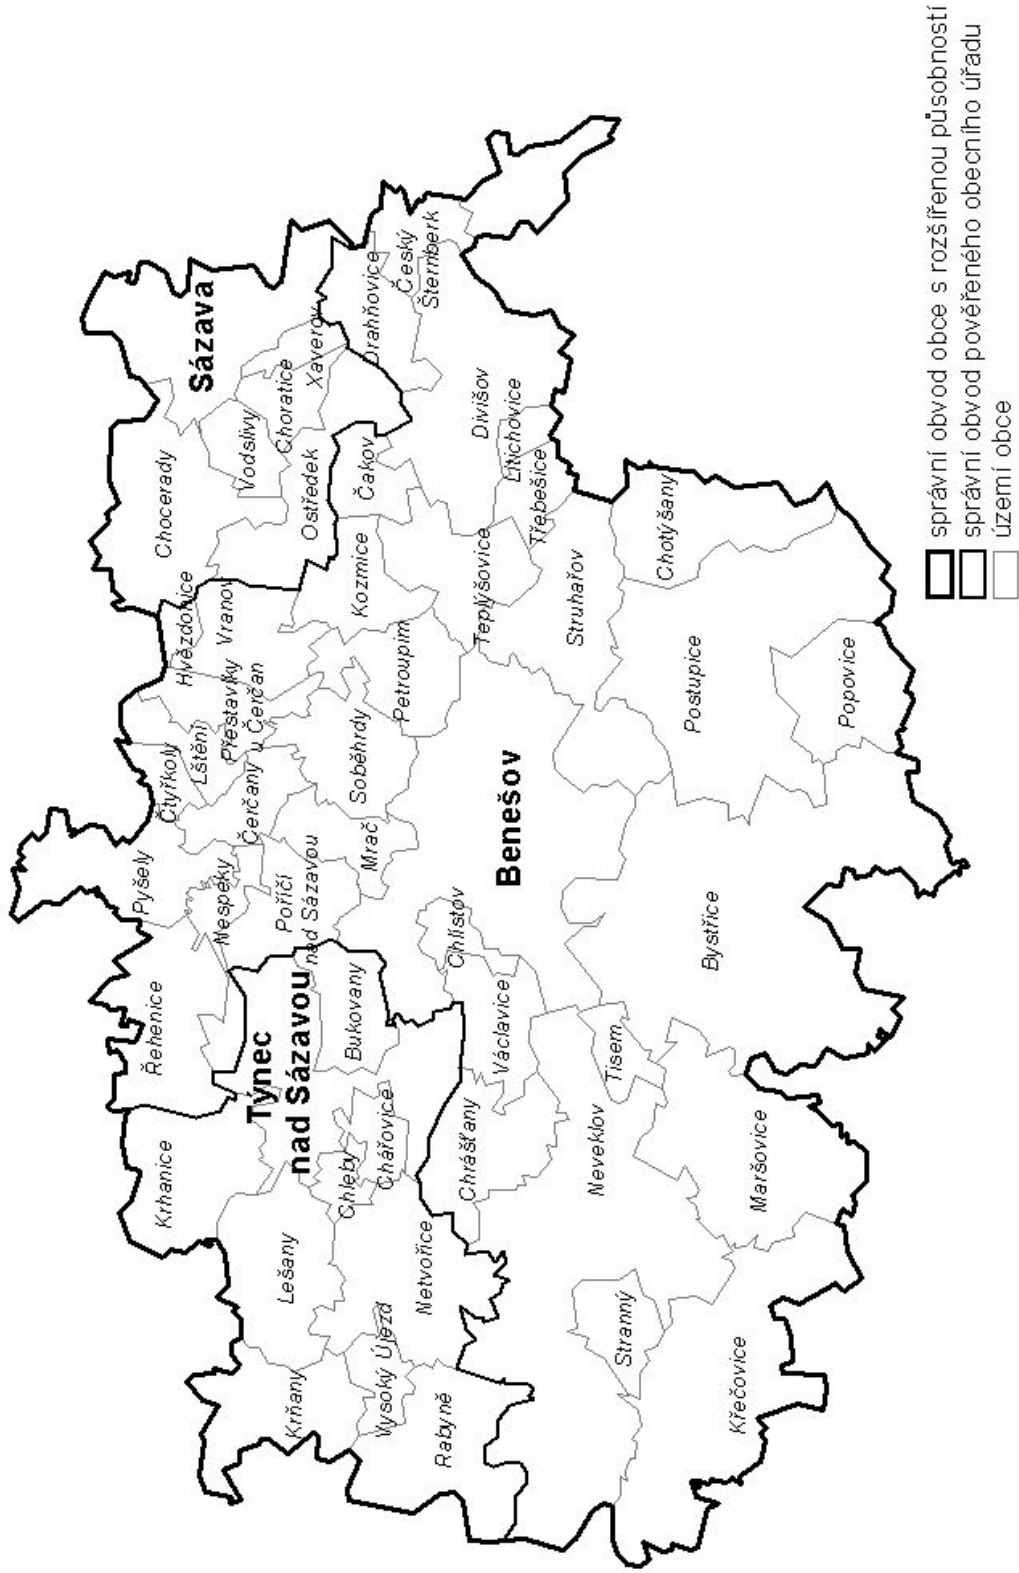 Pyšely
Řehenice
Čtyřkoly
Hvězdonice
Chocerady
Krhanice
Nespeky
Lštění
Přestavlky
u Čerčan
Vranov
Sázava
Vodslivy
Čerčany
Týnec
nad Sázavou
Poříčí
nad Sázavou
Choratice
Xaverov
Ostředek
Krňany
Lešany
Chleby
Bukovany
Mrač
Soběhrdy
Kozmice
Čakov
Drahňovice
Český
Šternberk
Vysoký Újezd
Chářovice
Petroupim
Rabyně
Netvořice
Chrášťany
Václavice
Chlístov
Teplýšovice
Divišov
Litichovice
Třebešice
Benešov
Struhařov
Neveklov
Tisem
Stranný
Chotýšany
Postupice
Bystřice
Maršovice
Křečovice
Popovice
správní obvod obce s rozšířenou působností
správní obvod pověřeného obecního úřadu
území obce